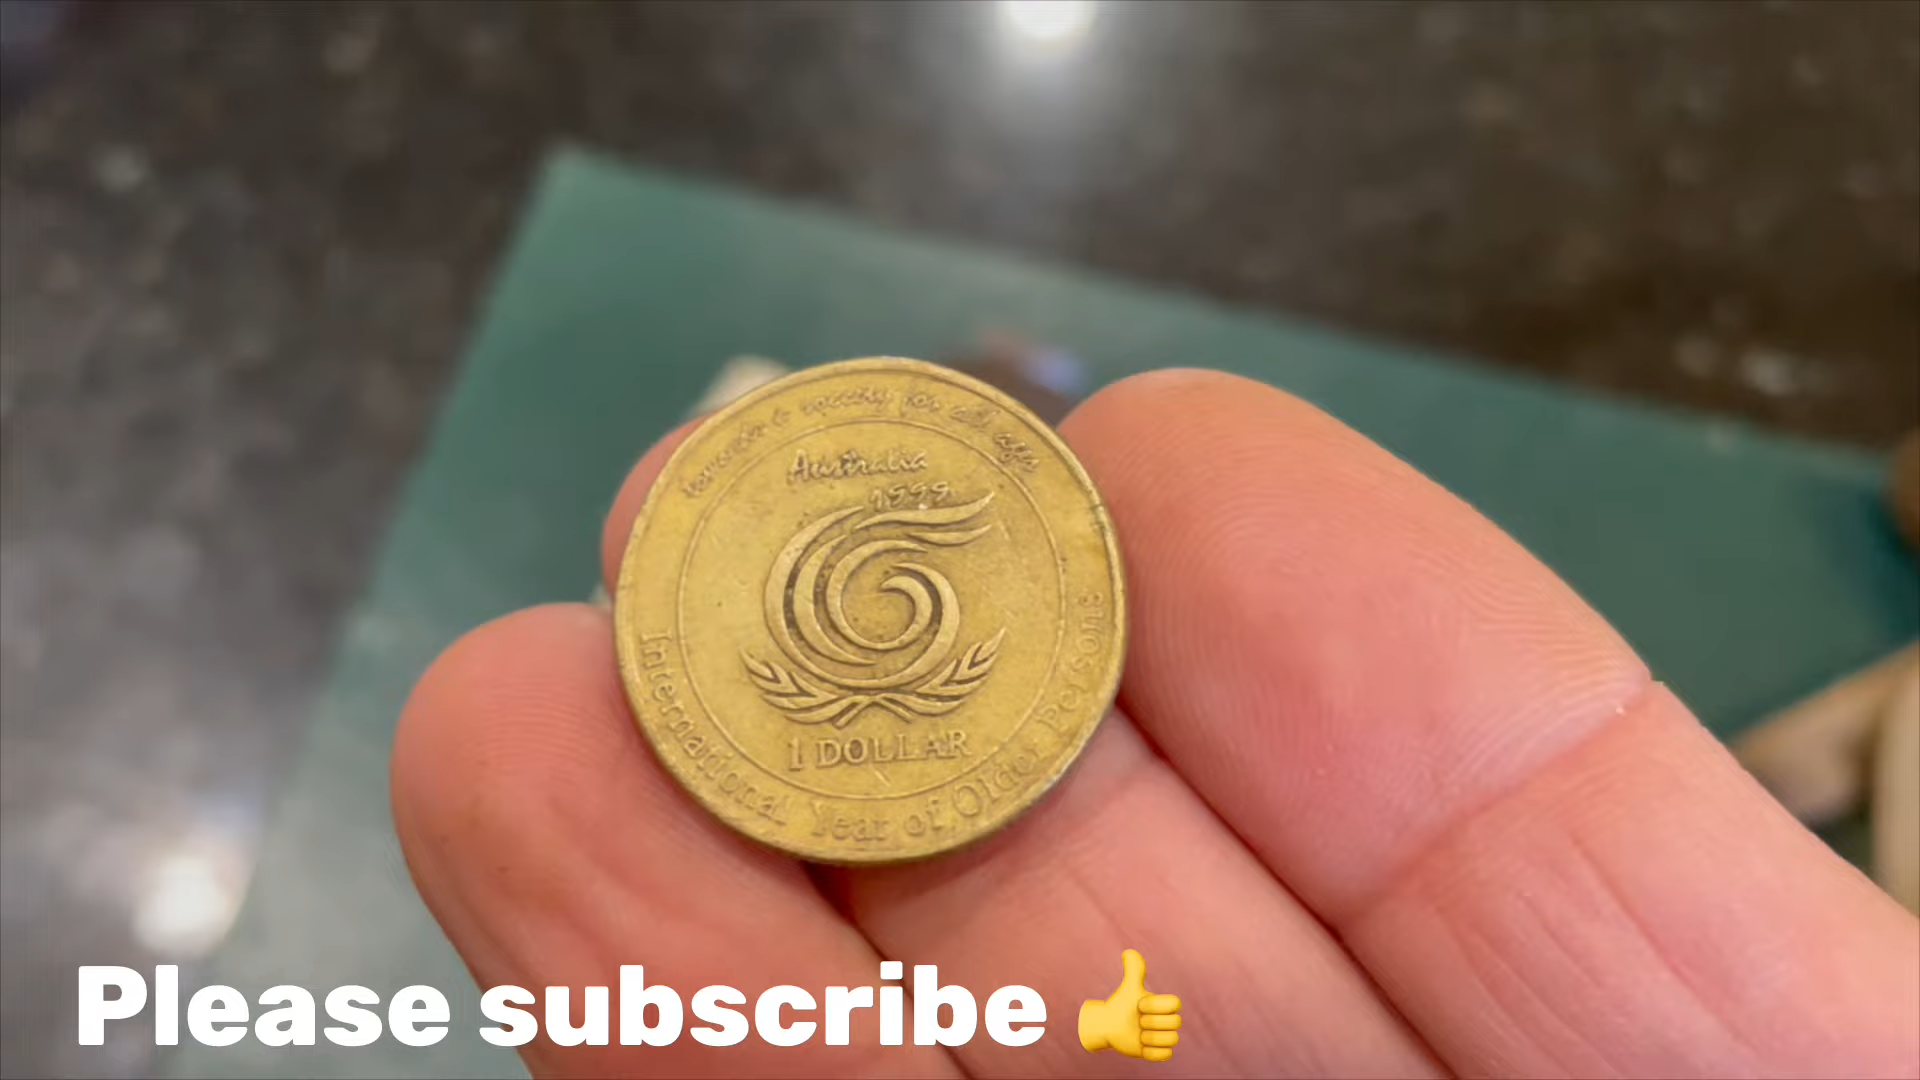 towards a society for all ages
Australia
1999
1 DOLLAR
International Year of Older Persons
Please subscribe 👍